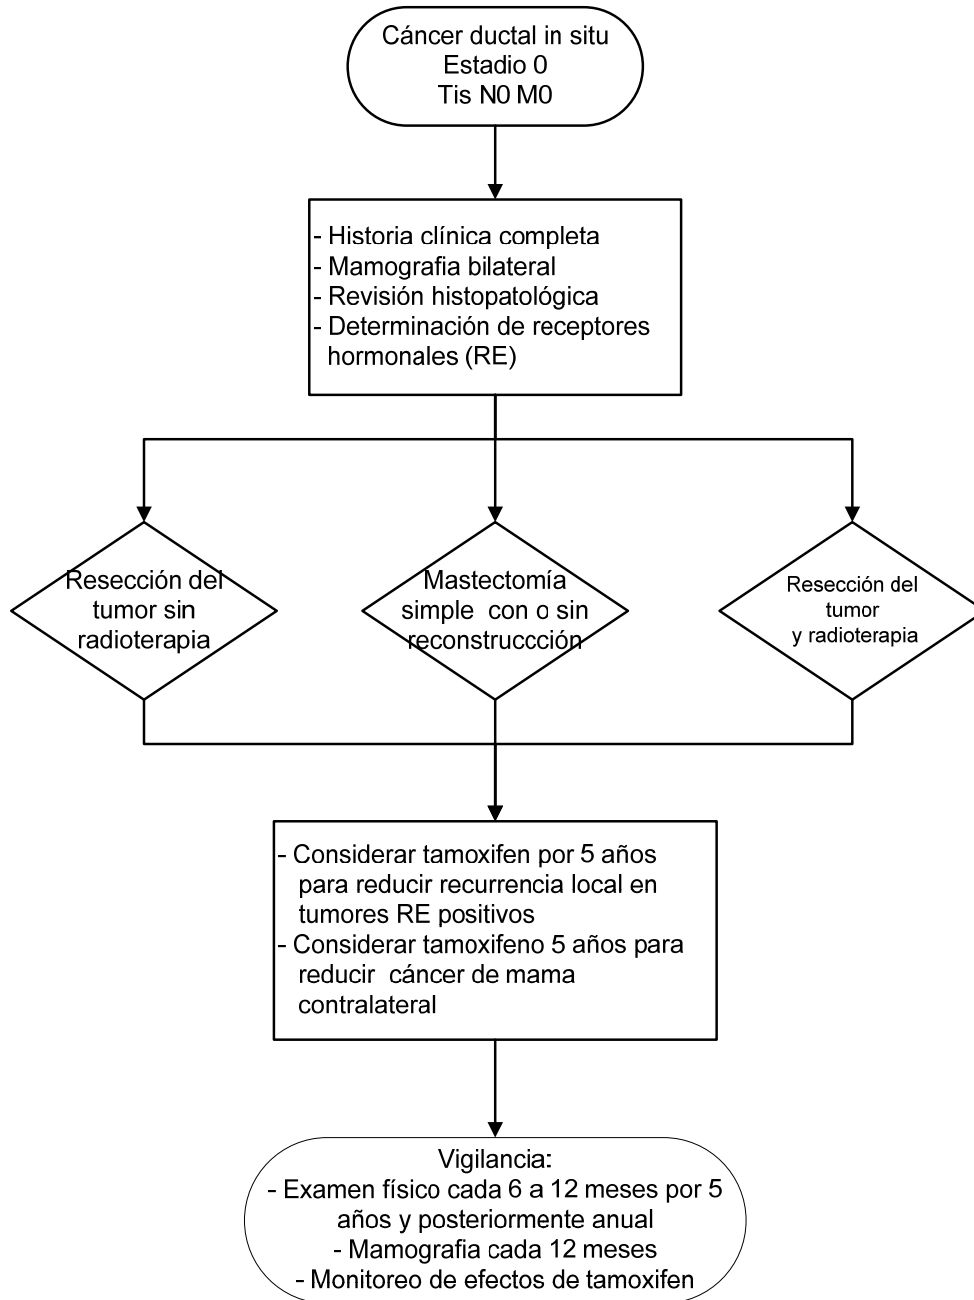 Cáncer ductal in situ
Estadio 0
Tis N0 M0
- Historia clínica completa
- Mamografia bilateral
- Revisión histopatológica
- Determinación de receptores
hormonales (RE)
Resección del
tumor sin
radioterapia
Mastectomía
simple con o sin
reconstruccción
Resección del
tumor
y radioterapia
- Considerar tamoxifen por 5 años
para reducir recurrencia local en
tumores RE positivos
- Considerar tamoxifeno 5 años para
reducir cáncer de mama
contralateral
Vigilancia:
- Examen físico cada 6 a 12 meses por 5
años y posteriormente anual
- Mamografia cada 12 meses
- Monitoreo de efectos de tamoxifen